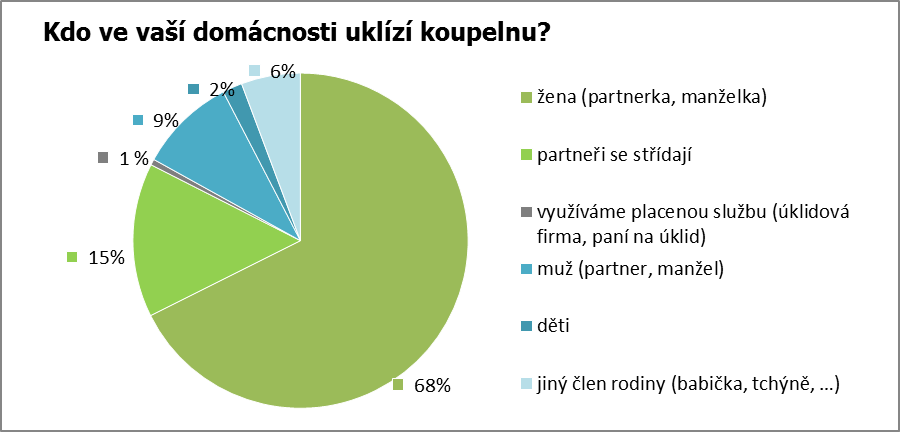 Kdo ve vaší domácnosti uklízí koupelnu?
6%
2%
9%
1 %
15%
68%
žena (partnerka, manželka)
partneři se střídají
využíváme placenou službu (úklidová
firma, paní na úklid)
muž (partner, manžel)
děti
jiný člen rodiny (babička, tchýně, ...)